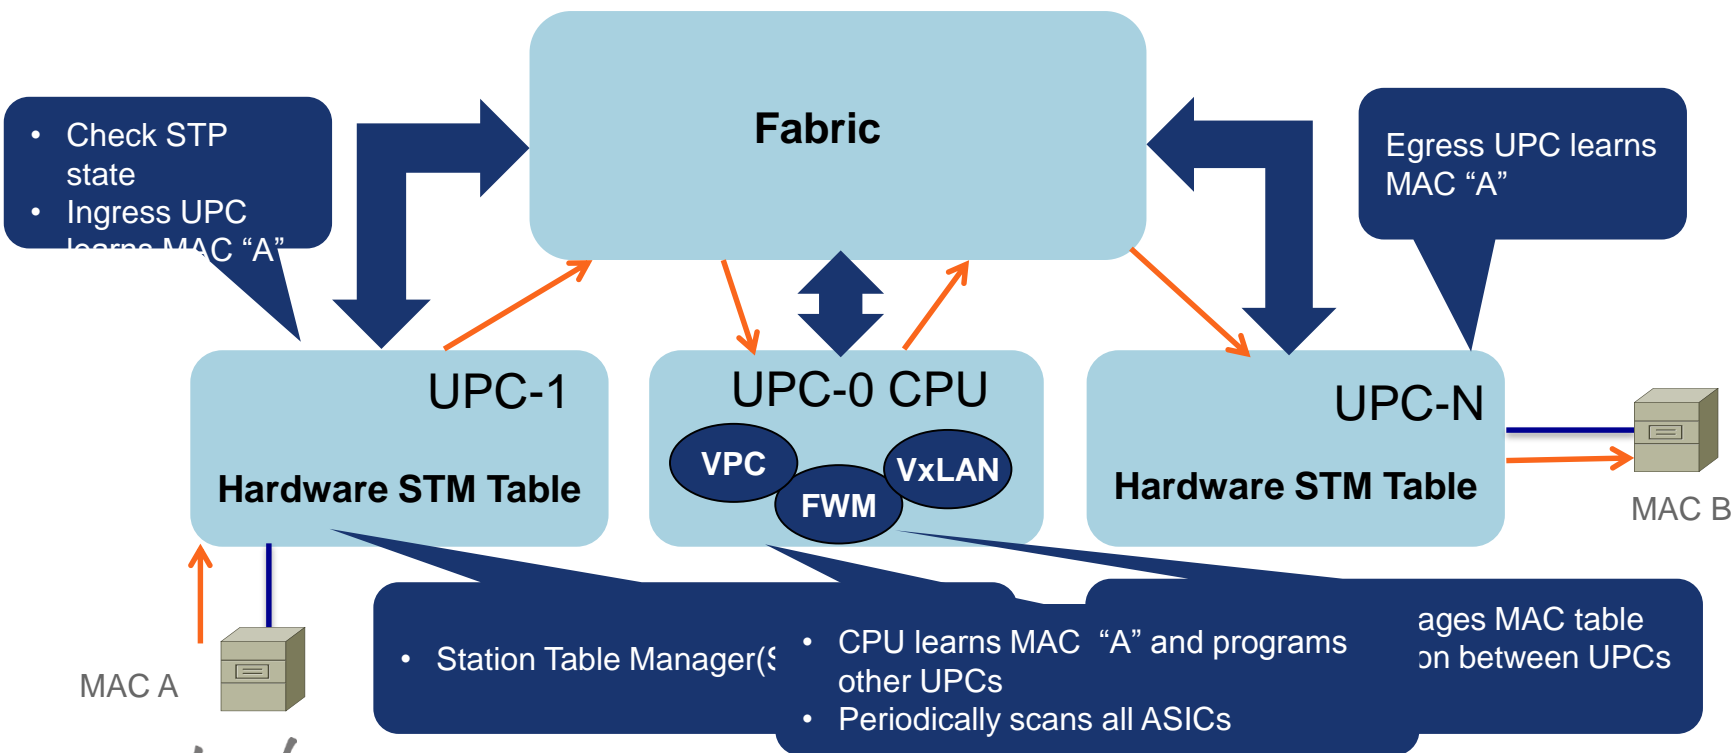 Fabric
• Check STP
state
• Ingress UPC
learns MAC “A”
Egress UPC learns
MAC “A”
UPC-1
Hardware STM Table
UPC-0 CPU
VPC
FWM
VxLAN
UPC-N
Hardware STM Table
MAC B
MAC A
• Station Table Manager(S
• CPU learns MAC “A” and programs
other UPCs
• Periodically scans all ASICs
ages MAC table
on between UPCs